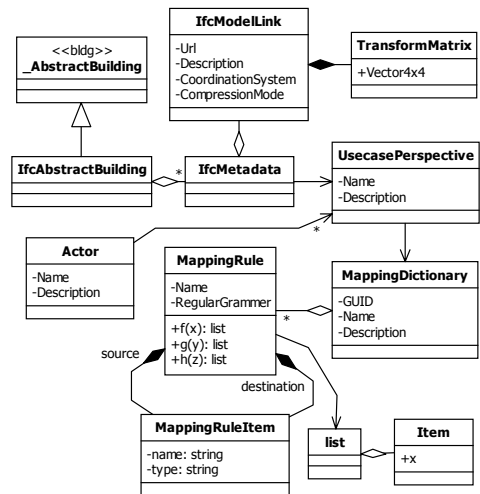 IfcModelLink
-Url
-Description
-CoordinationSystem
-CompressionMode
<<bldg>>
_AbstractBuilding
TransformMatrix
+Vector4x4
IfcAbstractBuilding
*
IfcMetadata
UsecasePerspective
-Name
-Description
*
Actor
-Name
-Description
MappingRule
-Name
-RegularGrammer
+f(x): list
+g(y): list
+h(z): list
*
MappingDictionary
-GUID
-Name
-Description
source
destination
MappingRuleItem
-name: string
-type: string
list
Item
+x